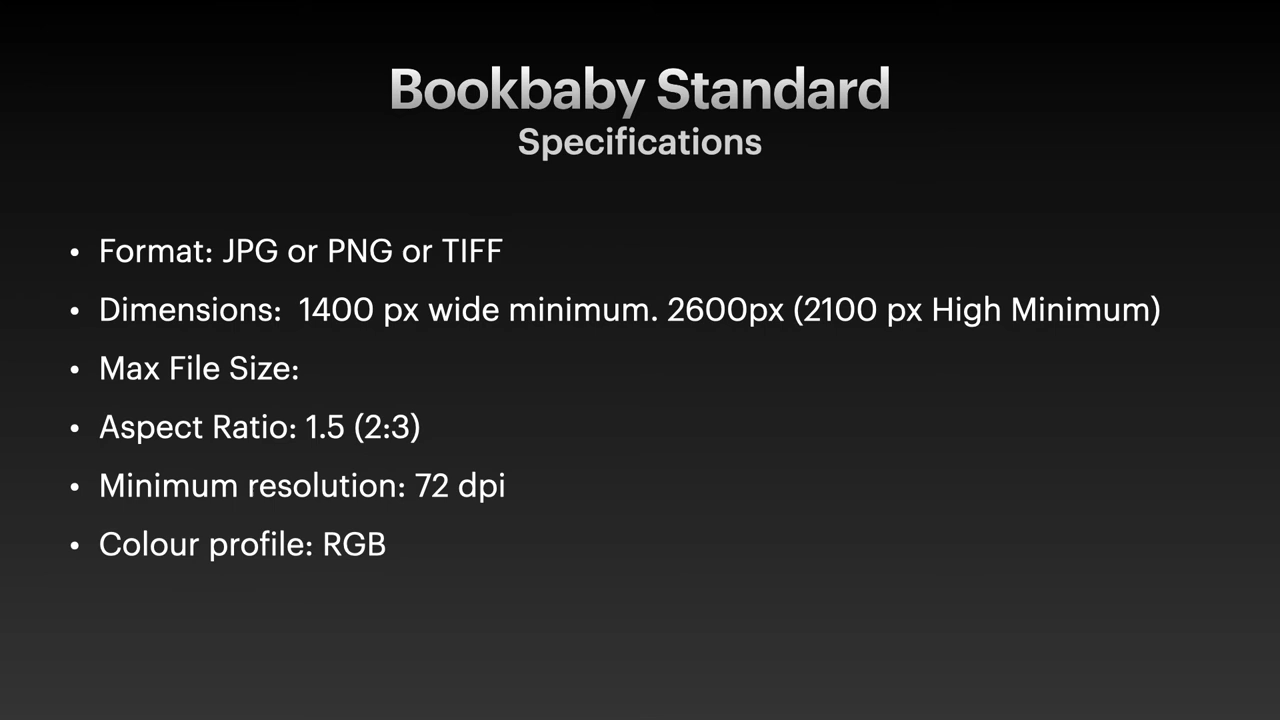 Bookbaby Standard
Specifications
• Format: JPG or PNG or TIFF
• Dimensions:  1400 px wide minimum. 2600px (2100 px High Minimum)
• Max File Size:
• Aspect Ratio: 1.5 (2:3)
• Minimum resolution: 72 dpi
• Colour profile: RGB